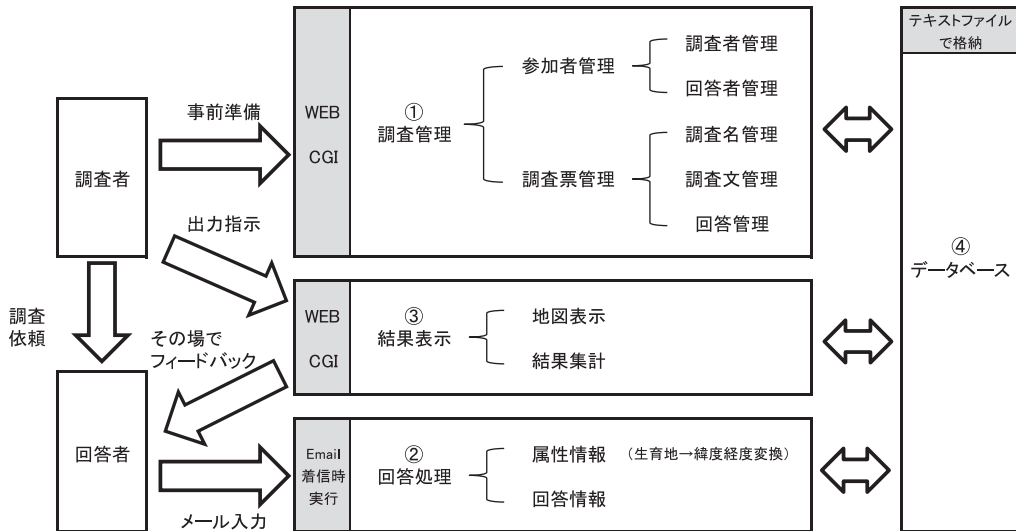 テキストファイル
で格納
④
データベース
調査者
事前準備
出力指示
調査
依頼
その場で
フィードバック
回答者
メール入力
WEB
CGI
①
調査管理
参加者管理
調査者管理
回答者管理
調査票管理
調査名管理
調査文管理
回答管理
WEB
CGI
③
結果表示
地図表示
結果集計
Email
着信時
実行
②
回答処理
属性情報 （生育地→緯度経度変換）
回答情報